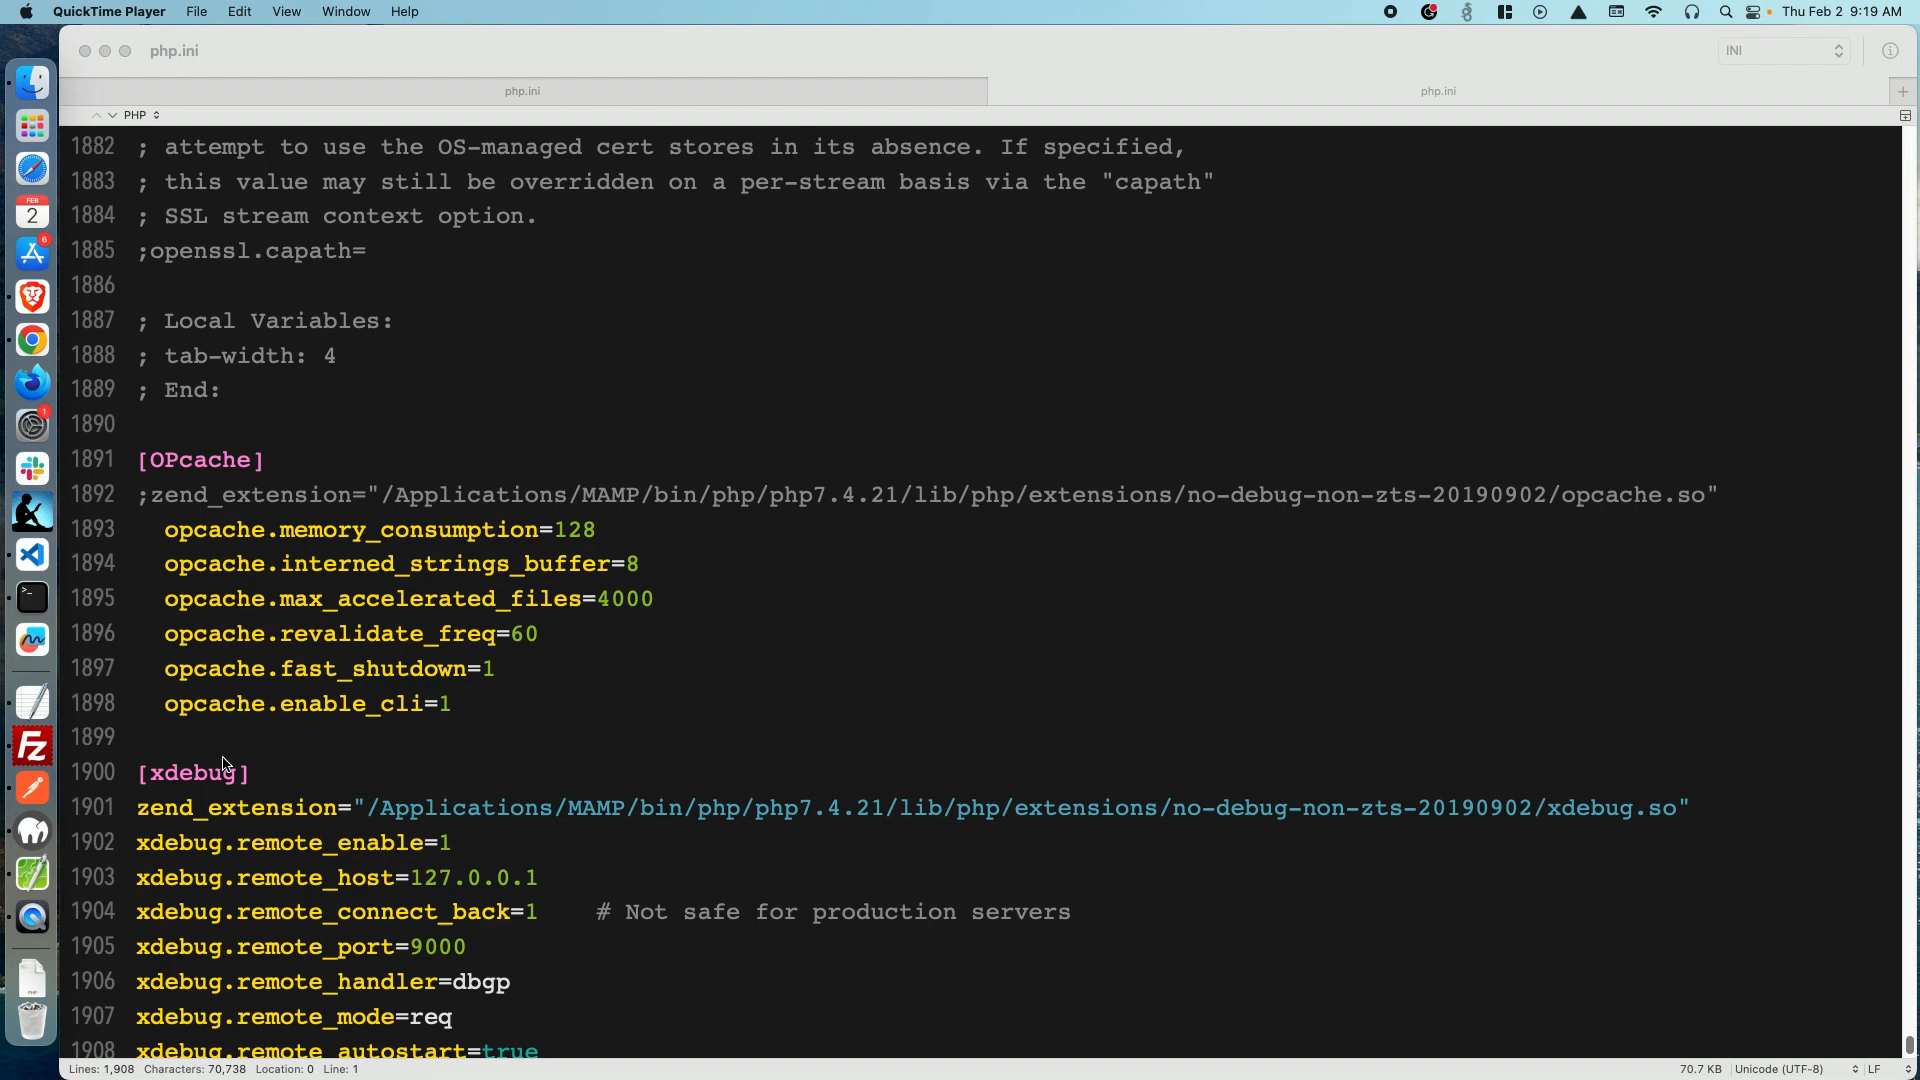 QuickTime Player File Edit View Window Help Thu Feb 2 9:19 AM
php.ini INI
php.ini php.ini
PHP
1882 ; attempt to use the OS-managed cert stores in its absence. If specified,
1883 ; this value may still be overridden on a per-stream basis via the "capath"
1884 ; SSL stream context option.
1885 ;openssl.capath=
1886
1887 ; Local Variables:
1888 ; tab-width: 4
1889 ; End:
1890
1891 [OPcache]
1892 ;zend_extension="/Applications/MAMP/bin/php/php7.4.21/lib/php/extensions/no-debug-non-zts-20190902/opcache.so"
1893 opcache.memory_consumption=128
1894 opcache.interned_strings_buffer=8
1895 opcache.max_accelerated_files=4000
1896 opcache.revalidate_freq=60
1897 opcache.fast_shutdown=1
1898 opcache.enable_cli=1
1899
1900 [xdebug]
1901 zend_extension="/Applications/MAMP/bin/php/php7.4.21/lib/php/extensions/no-debug-non-zts-20190902/xdebug.so"
1902 xdebug.remote_enable=1
1903 xdebug.remote_host=127.0.0.1
1904 xdebug.remote_connect_back=1 # Not safe for production servers
1905 xdebug.remote_port=9000
1906 xdebug.remote_handler=dbgp
1907 xdebug.remote_mode=req
1908 xdebug.remote_autostart=true
Lines: 1,908 Characters: 70,738 Location: 0 Line: 1 70.7 KB Unicode (UTF-8) LF
FEB
2
6
1
Fz
PHP